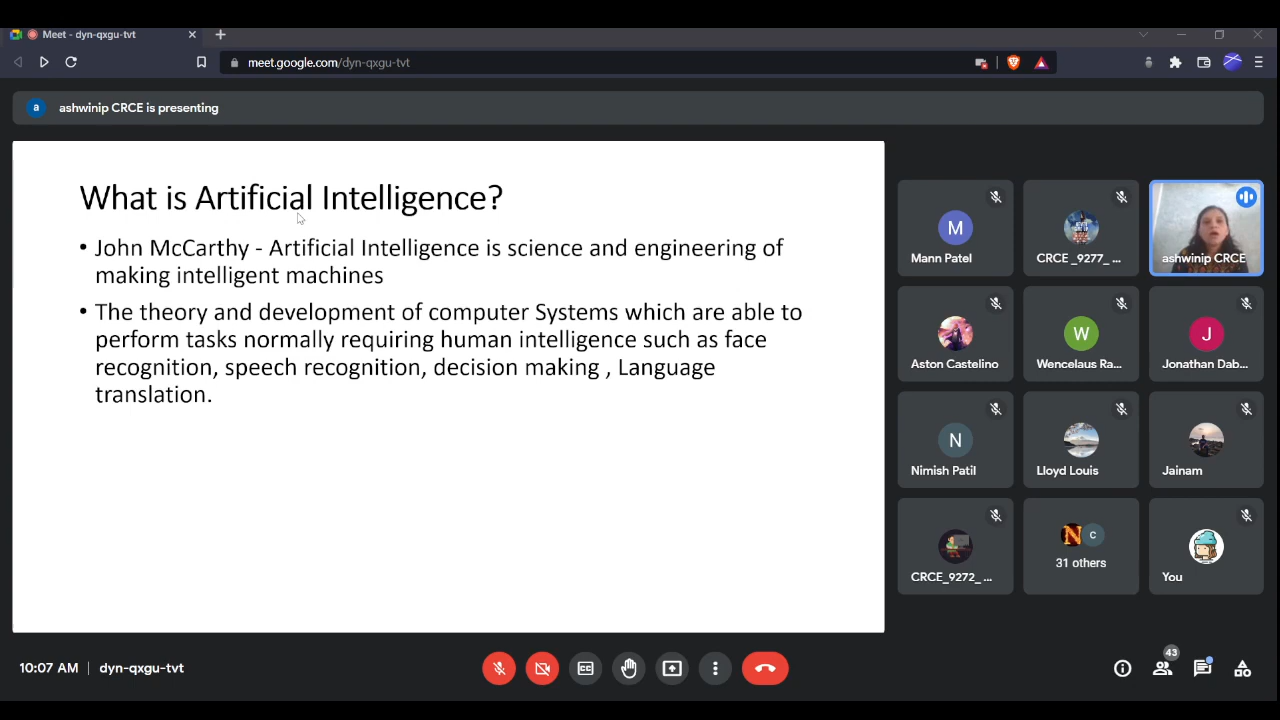 Meet - dyn-qxgu-tvt
meet.google.com/dyn-qxgu-tvt
a
ashwinip CRCE is presenting
What is Artificial Intelligence?
• John McCarthy - Artificial Intelligence is science and engineering of
making intelligent machines
• The theory and development of computer Systems which are able to
perform tasks normally requiring human intelligence such as face
recognition, speech recognition, decision making , Language
translation.
M
Mann Patel
CRCE _9277_ ...
ashwinip CRCE
Aston Castelino
W
Wencelaus Ra...
J
Jonathan Dab...
N
Nimish Patil
Lloyd Louis
Jainam
CRCE_9272_ ...
N
C
31 others
You
10:07 AM | dyn-qxgu-tvt
43